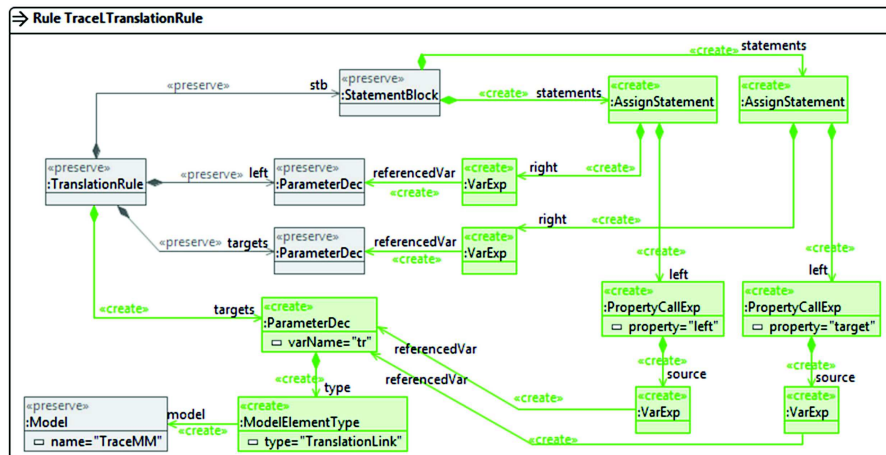 Rule TraceLTranslationRule
statements
«create»
«preserve»
:StatementBlock
«create»
:AssignStatement
«create»
:AssignStatement
«preserve»
stb
«create»
statements
«preserve»
:TranslationRule
«preserve»
left
«preserve»
:ParameterDec
referencedVar
«create»
«create»
:VarExp
right
«create»
«preserve»
targets
«preserve»
:ParameterDec
referencedVar
«create»
«create»
:VarExp
right
«create»
left
«create»
left
«create»
«create»
targets
«create»
:ParameterDec
varName="tr"
«create»
:PropertyCallExp
property="left"
«create»
:PropertyCallExp
property="target"
referencedVar
referencedVar
«create»
type
«create»
source
«create»
source
«preserve»
:Model
name="TraceMM"
model
«create»
«create»
:ModelElementType
type="TranslationLink"
«create»
«create»
«create»
:VarExp
«create»
:VarExp